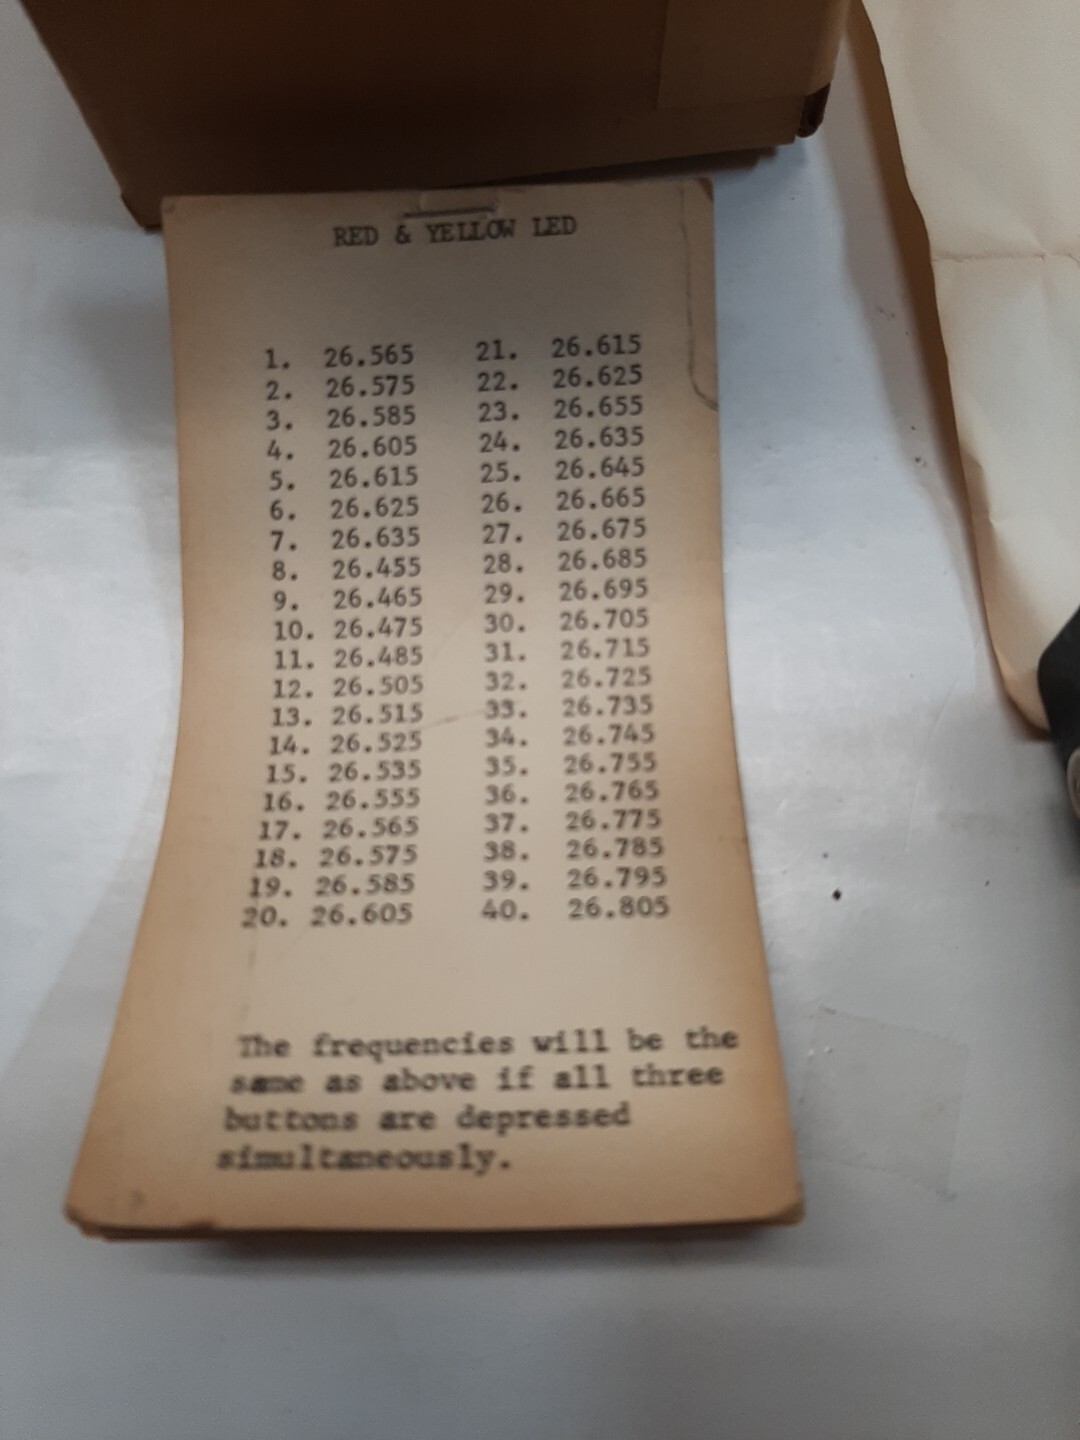 RED & YELLOW LED
1. 26.565 21. 26.615
2. 26.575 22. 26.625
3. 26.585 23. 26.655
4. 26.605 24. 26.635
5. 26.615 25. 26.645
6. 26.625 26. 26.665
7. 26.635 27. 26.675
8. 26.455 28. 26.685
9. 26.465 29. 26.695
10. 26.475 30. 26.705
11. 26.485 31. 26.715
12. 26.505 32. 26.725
13. 26.515 33. 26.735
14. 26.525 34. 26.745
15. 26.535 35. 26.755
16. 26.555 36. 26.765
17. 26.565 37. 26.775
18. 26.575 38. 26.785
19. 26.585 39. 26.795
20. 26.605 40. 26.805
The frequencies will be the
same as above if all three
buttons are depressed
simultaneously.